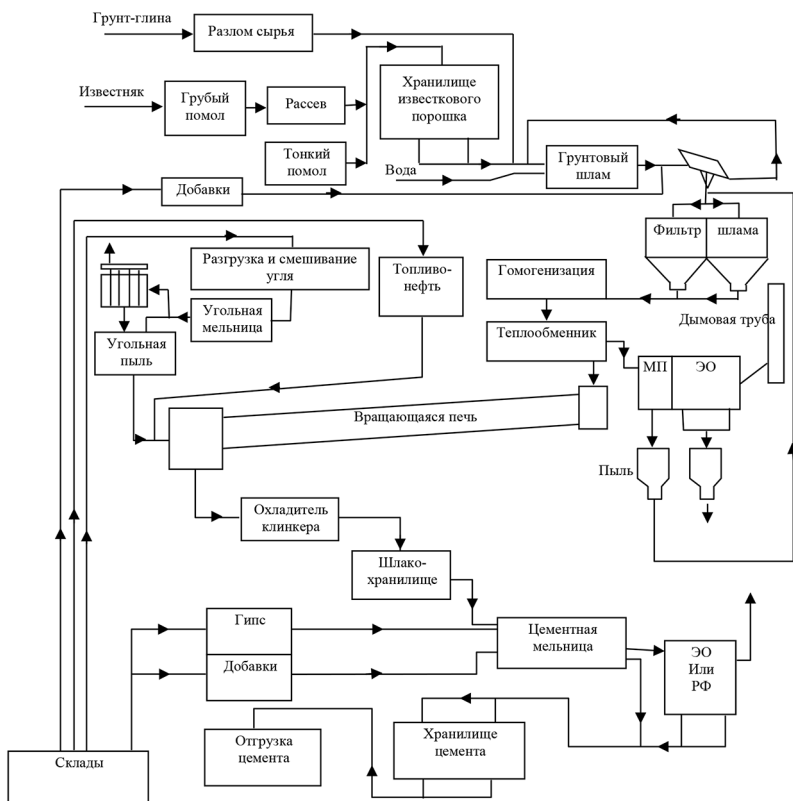 Грунт-глина
Разлом сырья
Известняк
Грубый
помол
Рассев
Хранилище
известкового
порошка
Тонкий
помол
Вода
Грунтовый
шлам
Добавки
Фильтр
шлама
Разгрузка и смешивание
угля
Топливо-
нефть
Гомогенизация
Угольная
мельница
Дымовая труба
Угольная
пыль
Теплообменник
МП
ЭО
Вращающаяся печь
Пыль
Охладитель
клинкера
Шлако-
хранилище
Гипс
Добавки
Цементная
мельница
ЭО
Или
РФ
Хранилище
цемента
Отгрузка
цемента
Склады